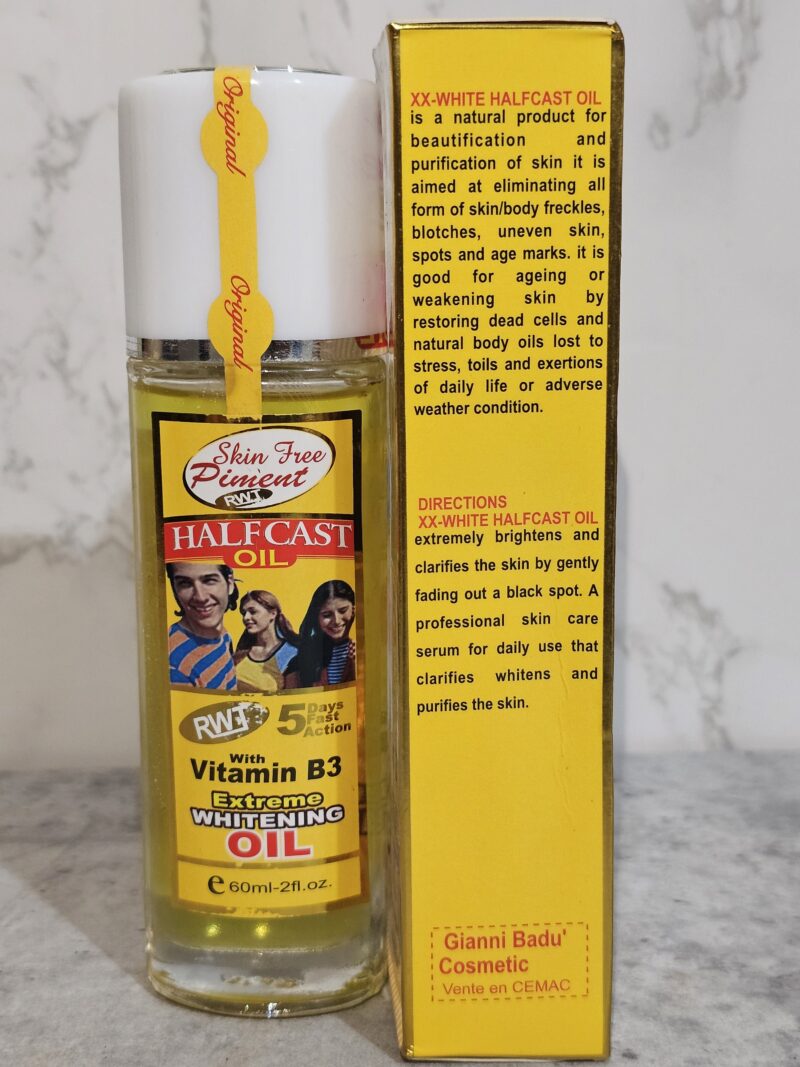 Original
Original
Skin Free
Piment
RWT
HALFCAST
OIL
RWT
5 Days
Fast
Action
With
Vitamin B3
Extreme
WHITENING
OIL
e 60ml-2fl.oz.
XX-WHITE HALFCAST OIL
is a natural product for
beautification and
purification of skin it is
aimed at eliminating all
form of skin/body freckles,
blotches, uneven skin,
spots and age marks. it is
good for ageing or
weakening skin by
restoring dead cells and
natural body oils lost to
stress, toils and exertions
of daily life or adverse
weather condition.
DIRECTIONS
XX-WHITE HALFCAST OIL
extremely brightens and
clarifies the skin by gently
fading out a black spot. A
professional skin care
serum for daily use that
clarifies whitens and
purifies the skin.
Gianni Badu'
Cosmetic
Vente en CEMAC